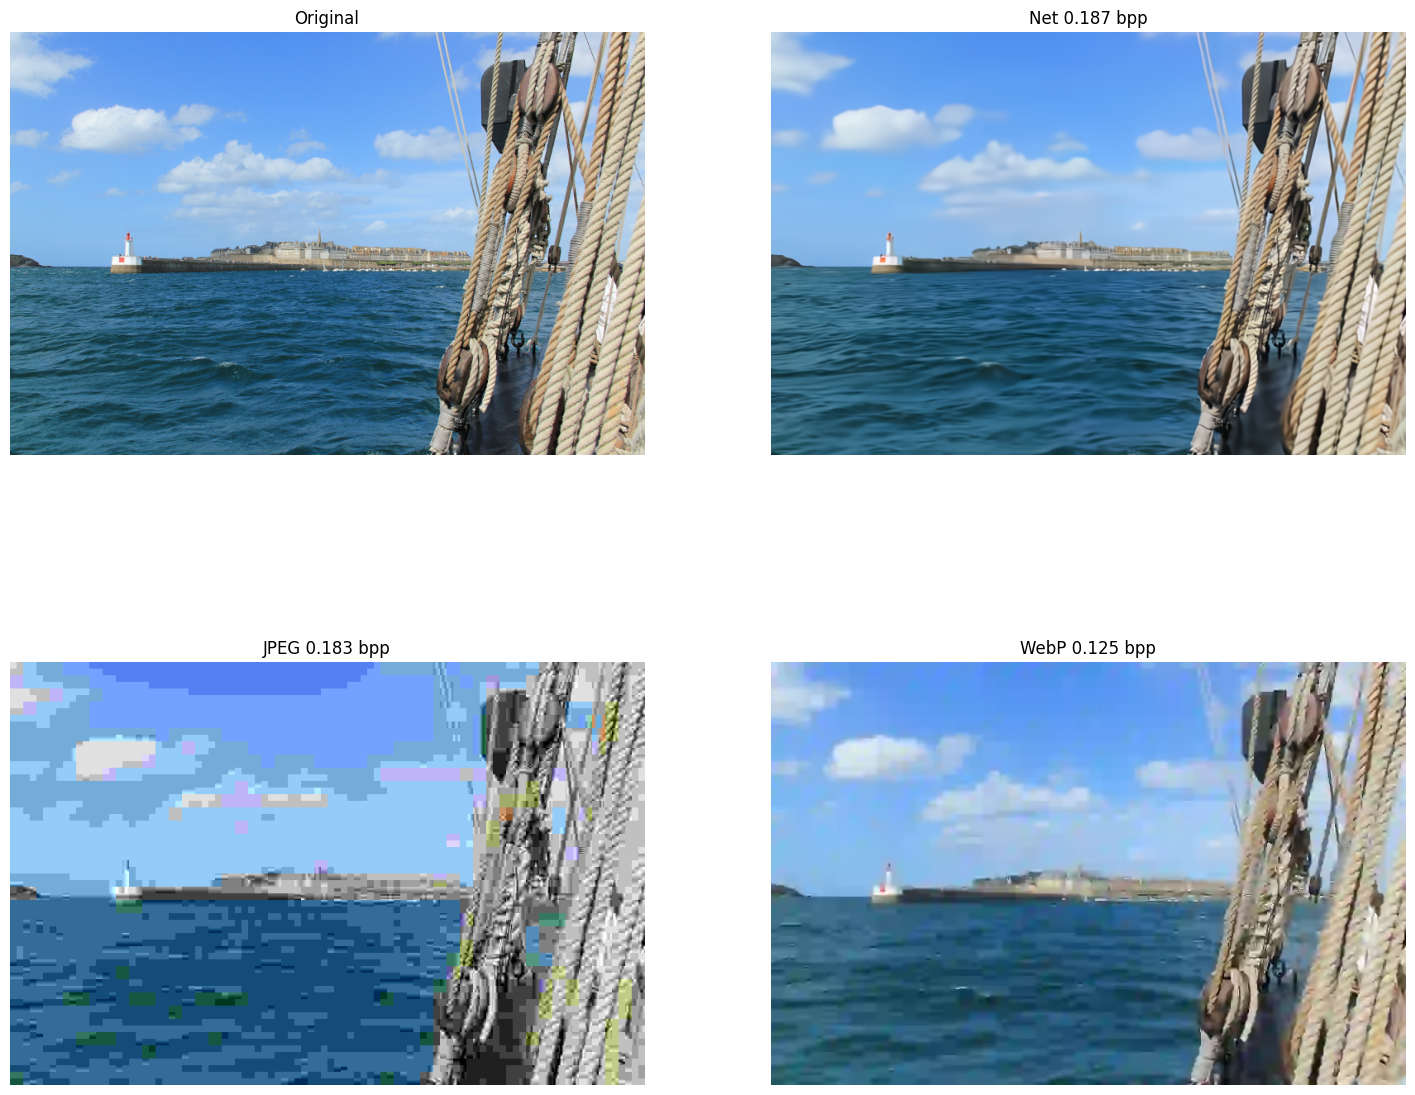 Original
Net 0.187 bpp
JPEG 0.183 bpp
WebP 0.125 bpp